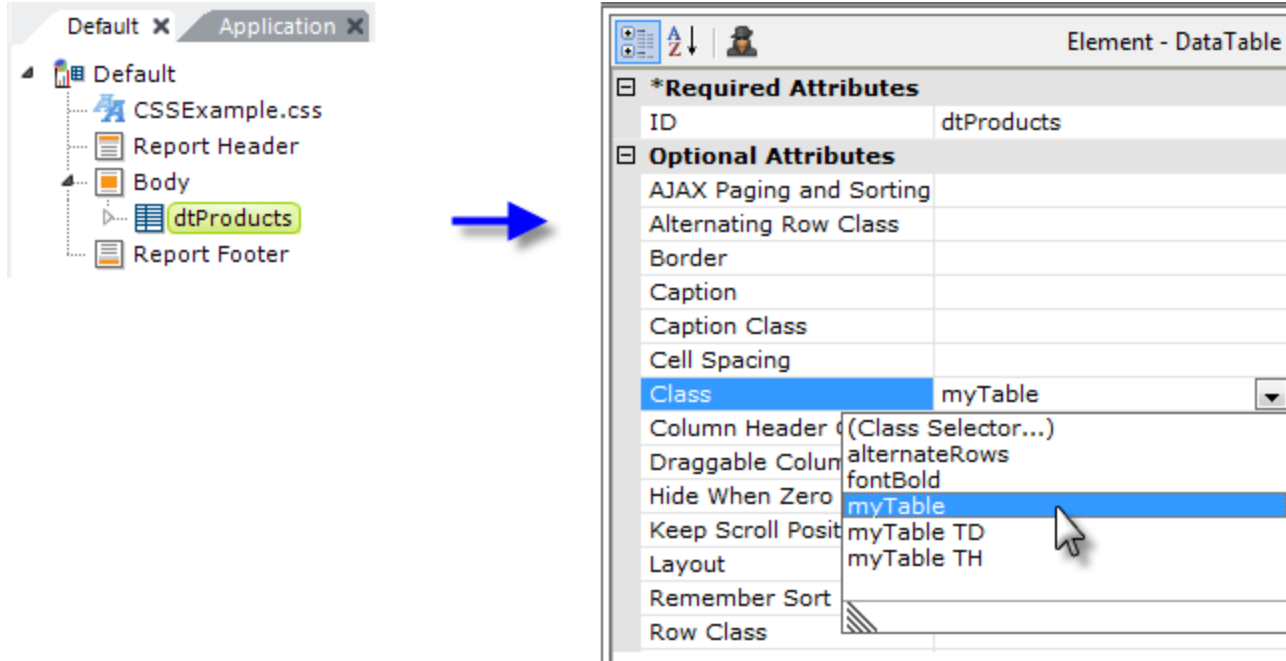 Default
Application
Default
CSSExample.css
Report Header
Body
dtProducts
Report Footer
Element - DataTable
*Required Attributes
ID dtProducts
Optional Attributes
AJAX Paging and Sorting
Alternating Row Class
Border
Caption
Caption Class
Cell Spacing
Class myTable
Column Header
(Class Selector...)
alternateRows
Draggable Colum
fontBold
Hide When Zero
myTable
Keep Scroll Posit
myTable TD
myTable TH
Layout
Remember Sort
Row Class